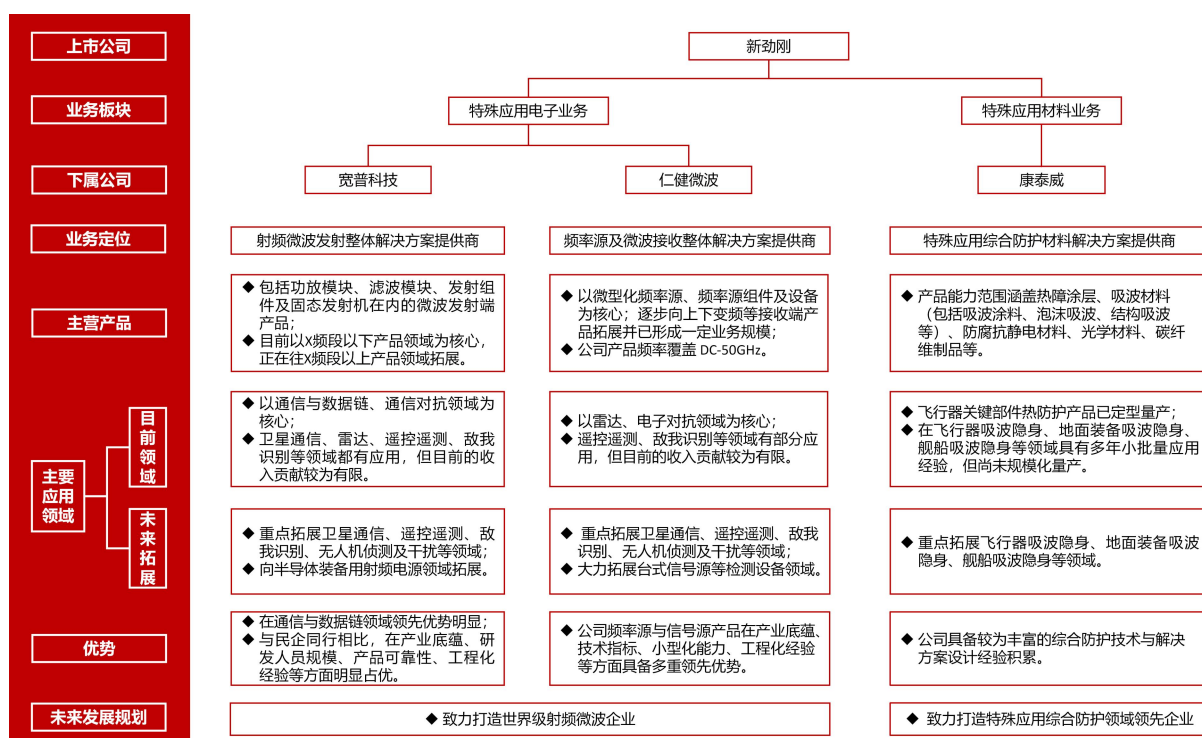 上市公司
新劲刚
业务板块
特殊应用电子业务
特殊应用材料业务
下属公司
宽普科技
仁健微波
康泰威
业务定位
射频微波发射整体解决方案提供商
频率源及微波接收整体解决方案提供商
特殊应用综合防护材料解决方案提供商
主营产品
◆ 包括功放模块、滤波模块、发射组
件及固态发射机在内的微波发射端
产品；
◆ 目前以X频段以下产品领域为核心，
正在往X频段以上产品领域拓展。
◆ 以微型化频率源、频率源组件及设备
为核心；逐步向上下变频等接收端产
品拓展并已形成一定业务规模；
◆ 公司产品频率覆盖 DC-50GHz。
◆ 产品能力范围涵盖热障涂层、吸波材料
（包括吸波涂料、泡沫吸波、结构吸波
等）、防腐抗静电材料、光学材料、碳纤
维制品等。
主要
应用
领域
目
前
领
域
◆ 以通信与数据链、通信对抗领域为
核心；
◆ 卫星通信、雷达、遥控遥测、敌我
识别等领域都有应用，但目前的收
入贡献较为有限。
◆ 以雷达、电子对抗领域为核心；
◆ 遥控遥测、敌我识别等领域有部分应
用，但目前的收入贡献较为有限。
◆ 飞行器关键部件热防护产品已定型量产；
◆ 在飞行器吸波隐身、地面装备吸波隐身、
舰船吸波隐身等领域具有多年小批量应用
经验，但尚未规模化量产。
未
来
拓
展
◆ 重点拓展卫星通信、遥控遥测、敌
我识别、无人机侦测及干扰等领域；
◆ 向半导体装备用射频电源领域拓展。
◆ 重点拓展卫星通信、遥控遥测、敌我
识别、无人机侦测及干扰等领域；
◆ 大力拓展台式信号源等检测设备领域。
◆ 重点拓展飞行器吸波隐身、地面装备吸波
隐身、舰船吸波隐身等领域。
优势
◆ 在通信与数据链领域领先优势明显；
◆ 与民企同行相比，在产业底蕴、研
发人员规模、产品可靠性、工程化
经验等方面明显占优。
◆ 公司频率源与信号源产品在产业底蕴、
技术指标、小型化能力、工程化经验
等方面具备多重领先优势。
◆ 公司具备较为丰富的综合防护技术与解决
方案设计经验积累。
未来发展规划
◆ 致力打造世界级射频微波企业
◆ 致力打造特殊应用综合防护领域领先企业